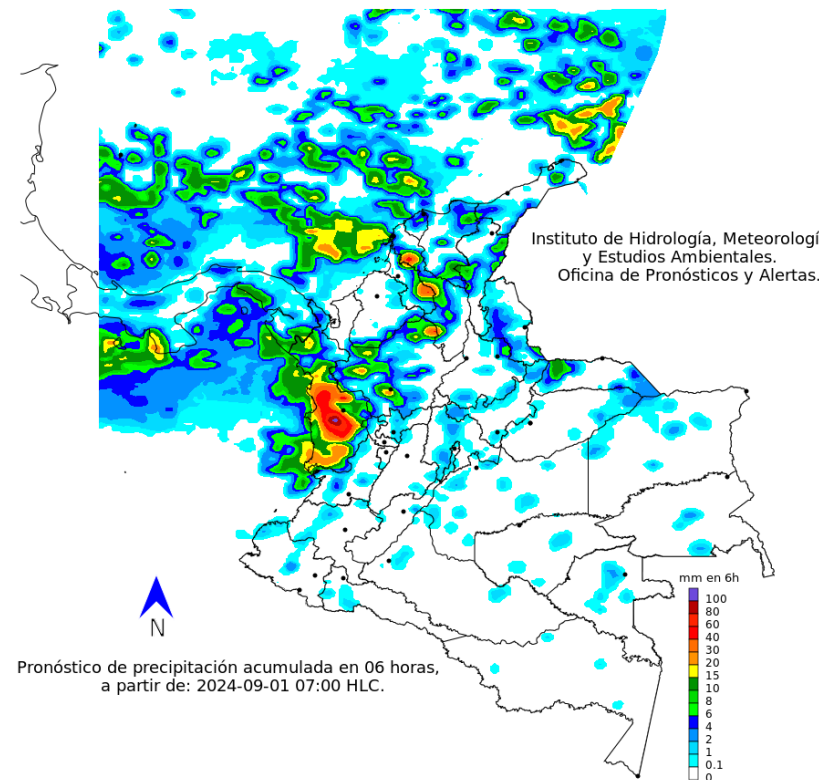 Instituto de Hidrología, Meteorologí
y Estudios Ambientales.
Oficina de Pronósticos y Alertas.
N
Pronóstico de precipitación acumulada en 06 horas,
a partir de: 2024-09-01 07:00 HLC.
mm en 6h
100
80
60
40
30
20
15
10
8
6
4
2
1
0.1
0